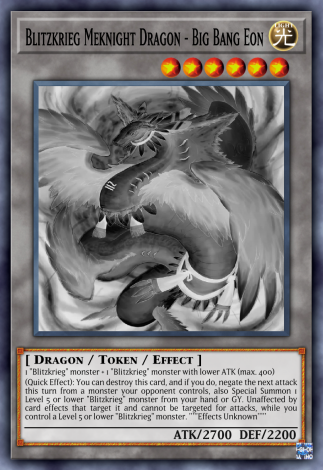 Blitzkrieg Meknight Dragon - Big Bang Eon
LIGHT
光
[ Dragon / Token / Effect ]
1 "Blitzkrieg" monster + 1 "Blitzkrieg" monster with lower ATK (max. 400)
(Quick Effect): You can destroy this card, and if you do, negate the next attack
this turn from a monster your opponent controls, also Special Summon 1
Level 5 or lower "Blitzkrieg" monster from your hand or GY. Unaffected by
card effects that target it and cannot be targeted for attacks, while you
control a Level 5 or lower "Blitzkrieg" monster. """Effects Unknown"""
ATK/2700 DEF/2200